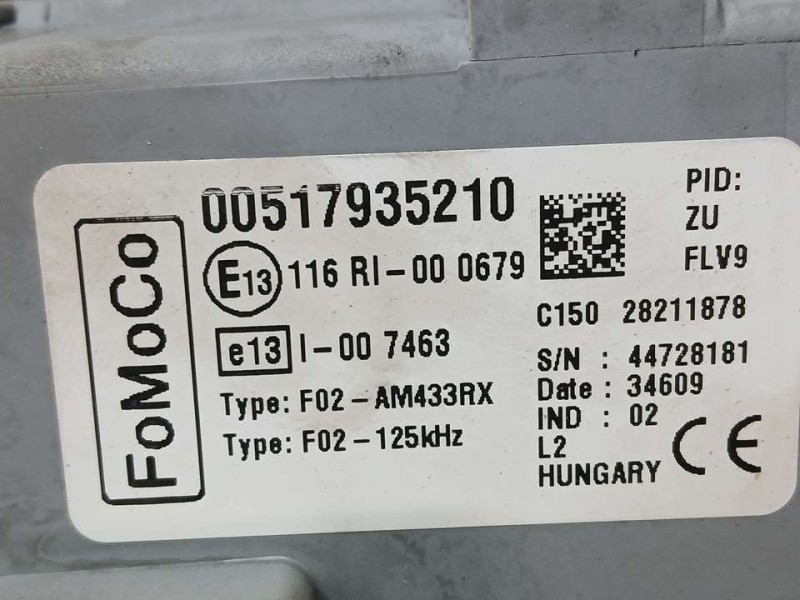 FoMoCo
00517935210
E13 116 RI-00 0679
e13 I-00 7463
Type: F02-AM433RX
Type: F02-125kHz
PID:
ZU
FLV9
C150 28211878
S/N : 44728181
Date : 34609
IND : 02
L2
HUNGARY
CE